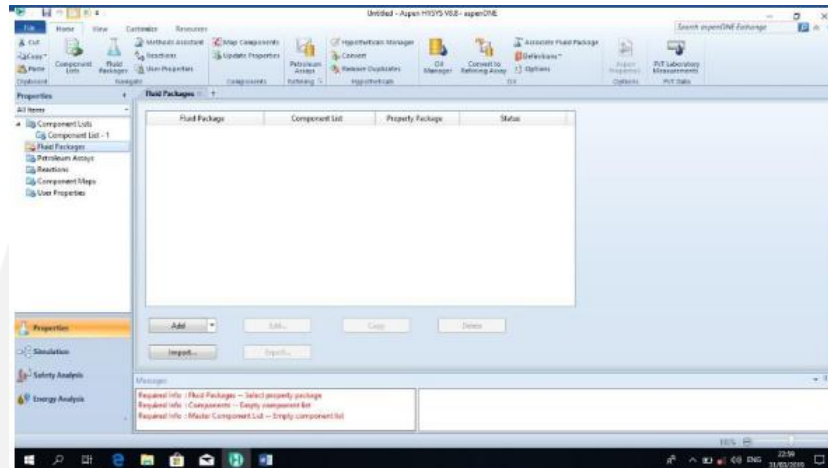 Untitled - Aspen HYSYS V8.8 - aspenONE
File Home View Customize Resources
Search aspenONE Exchange
Cut
Copy
Paste
Clipboard
Component Lists
Fluid Packages
Navigate
Methods Assistant
Reactions
User Properties
Map Components
Update Properties
Components
Petroleum Assays
Refining
Hypotheticals Manager
Convert
Remove Duplicates
Hypotheticals
Oil Manager
Convert to Refining Assay
Associate Fluid Package
Definitions
Options
Oil
Aspen Properties
Options
PVT Laboratory Measurements
PVT Data
Properties
All Items
Component Lists
Component List - 1
Fluid Packages
Petroleum Assays
Reactions
Component Maps
User Properties
Properties
Simulation
Safety Analysis
Energy Analysis
Fluid Packages +
Fluid Package Component List Property Package Status
Add Edit... Copy Delete
Import... Export...
Messages
Required Info : Fluid Packages -- Select property package
Required Info : Components -- Empty component list
Required Info : Master Component List -- Empty component list
100%
ENG
22:59
31/03/2019